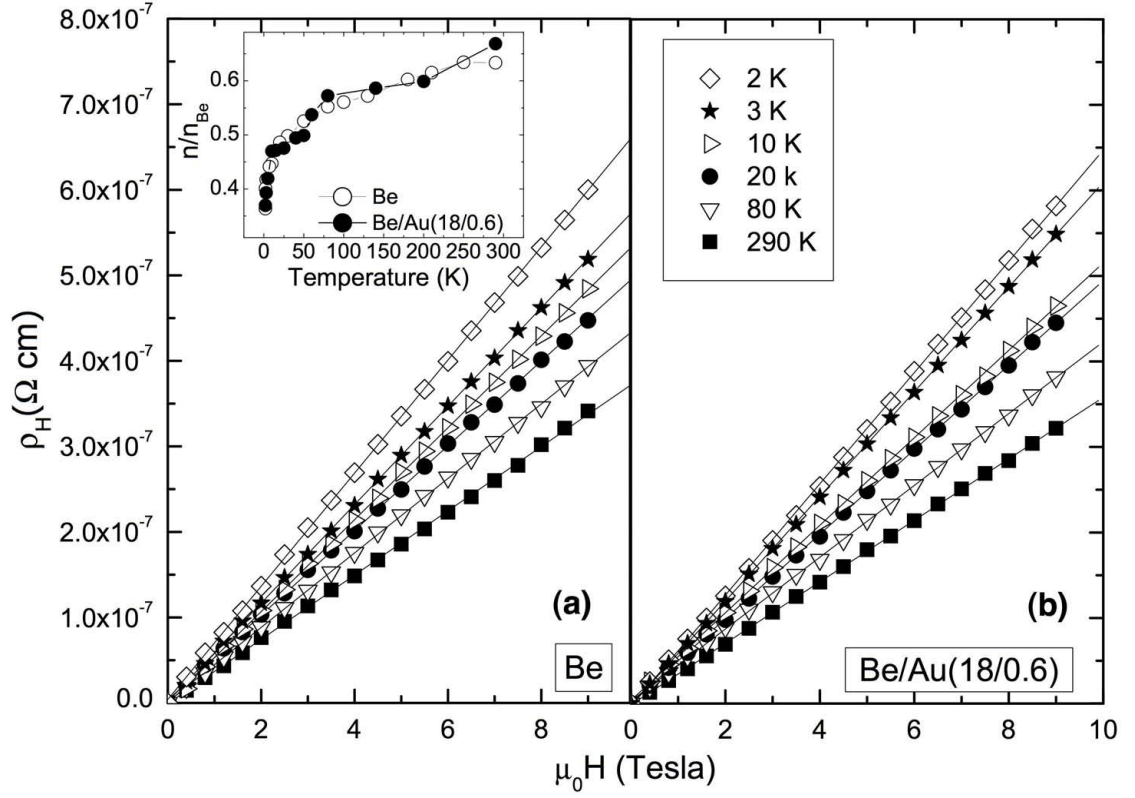 8.0x10⁻⁷
7.0x10⁻⁷
6.0x10⁻⁷
5.0x10⁻⁷
4.0x10⁻⁷
3.0x10⁻⁷
2.0x10⁻⁷
1.0x10⁻⁷
0.0
ρH(Ω cm)
0.6
0.5
0.4
n/nBe
Be
Be/Au(18/0.6)
0 50 100 150 200 250 300
Temperature (K)
(a)
Be
0 2 4 6 8
2 K
3 K
10 K
20 k
80 K
290 K
(b)
Be/Au(18/0.6)
0 2 4 6 8 10
μ₀H (Tesla)